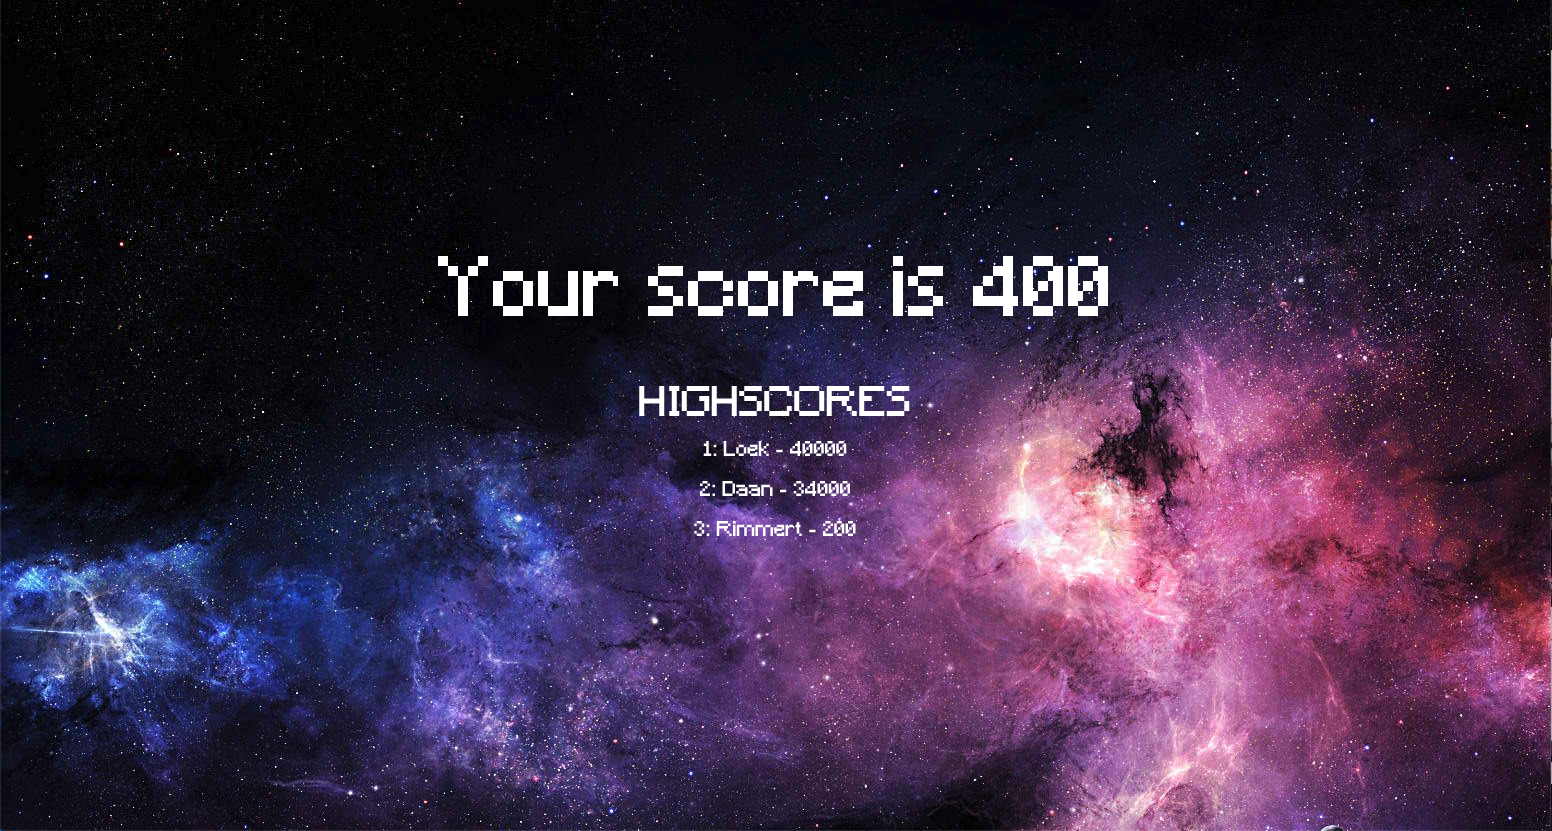 Your score is 400
HIGHSCORES
1: Loek - 40000
2: Daan - 34000
3: Rimmert - 200